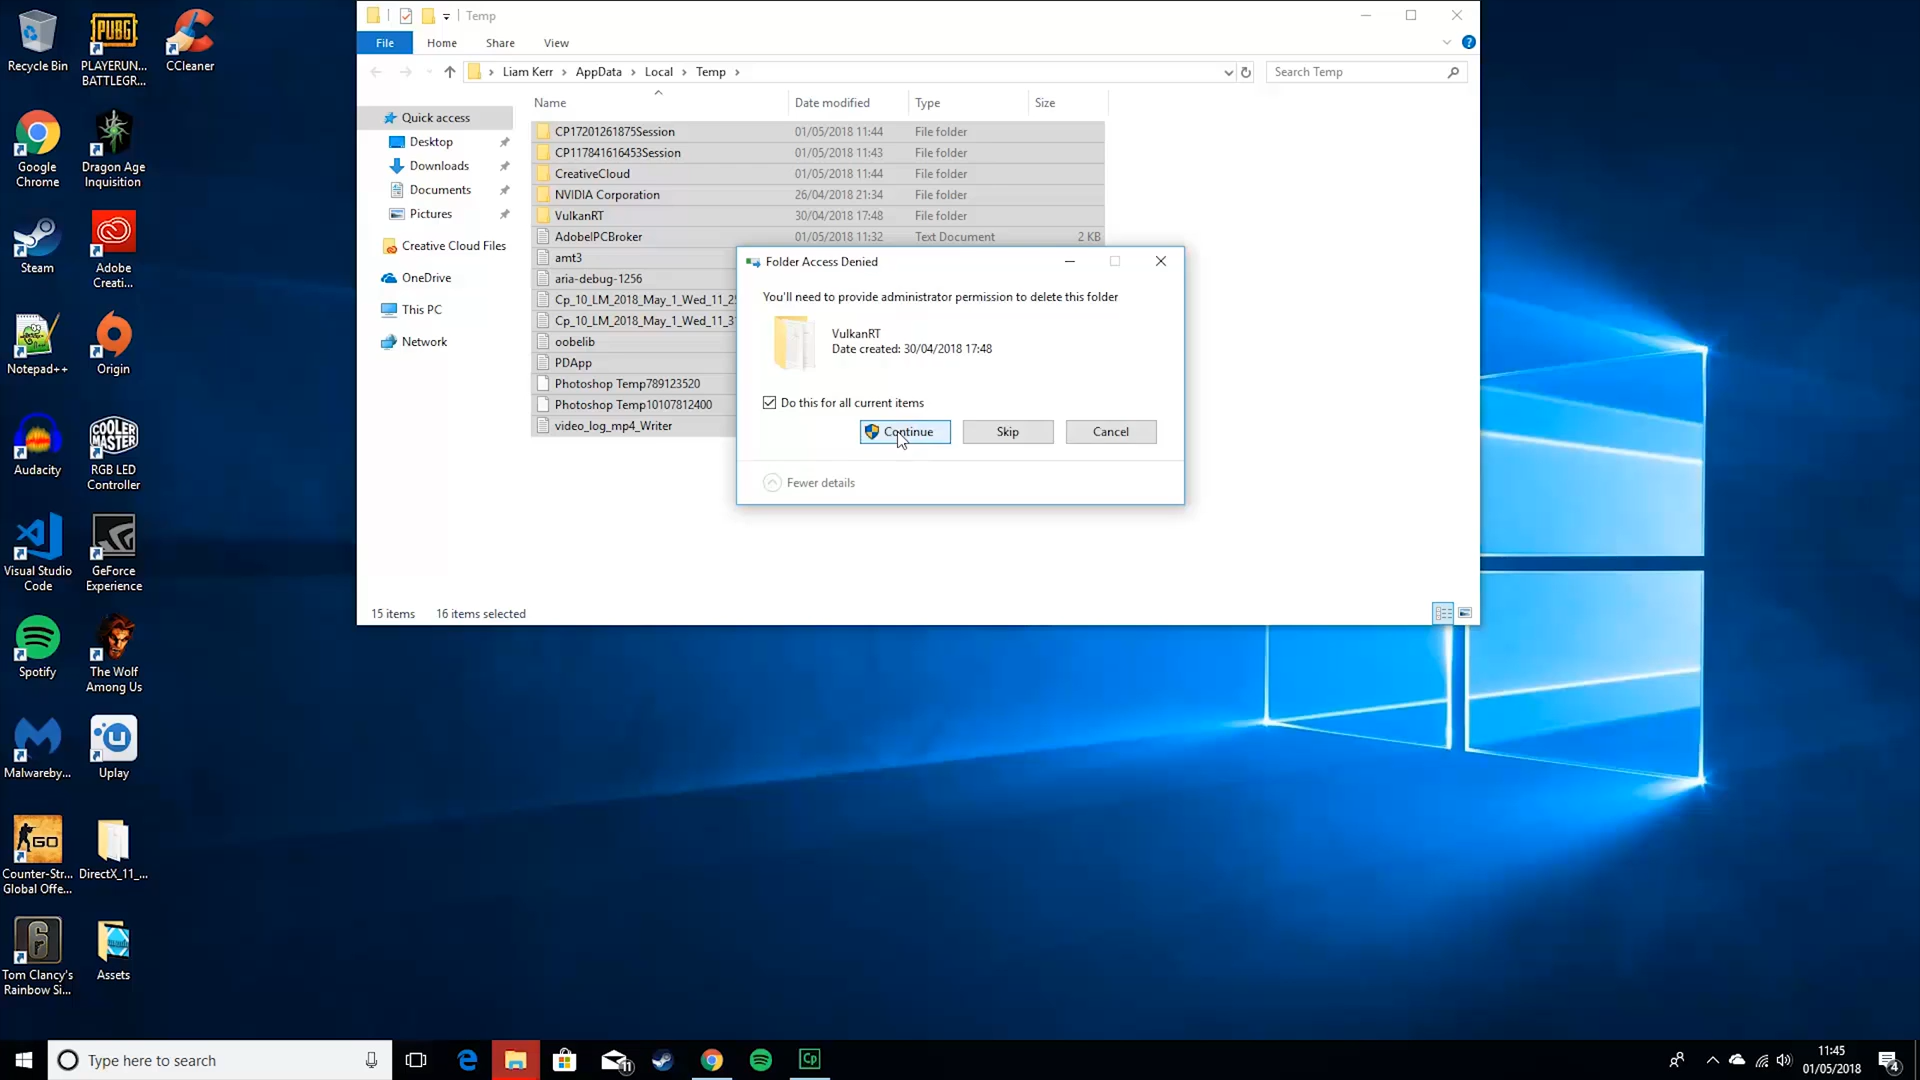 Recycle Bin
PLAYERUN...
BATTLEGR...
CCleaner
Google
Chrome
Dragon Age
Inquisition
Steam
Adobe
Creati...
Notepad++
Origin
Audacity
RGB LED
Controller
Visual Studio
Code
GeForce
Experience
Spotify
The Wolf
Among Us
Malwareby...
Uplay
Counter-Str...
Global Offe...
DirectX_11_...
Tom Clancy's
Rainbow Si...
Assets
PUBG
COOLER
MASTER
GO
Temp
File
Home
Share
View
Liam Kerr
AppData
Local
Temp
Search Temp
Quick access
Desktop
Downloads
Documents
Pictures
Creative Cloud Files
OneDrive
This PC
Network
Name
Date modified
Type
Size
CP17201261875Session 01/05/2018 11:44 File folder
CP117841616453Session 01/05/2018 11:43 File folder
CreativeCloud 01/05/2018 11:44 File folder
NVIDIA Corporation 26/04/2018 21:34 File folder
VulkanRT 30/04/2018 17:48 File folder
AdobeIPCBroker 01/05/2018 11:32 Text Document 2 KB
amt3
aria-debug-1256
Cp_10_LM_2018_May_1_Wed_11_2
Cp_10_LM_2018_May_1_Wed_11_3
oobelib
PDApp
Photoshop Temp789123520
Photoshop Temp10107812400
video_log_mp4_Writer
Folder Access Denied
You'll need to provide administrator permission to delete this folder
VulkanRT
Date created: 30/04/2018 17:48
Do this for all current items
Continue
Skip
Cancel
Fewer details
15 items
16 items selected
Type here to search
11
Cp
11:45
01/05/2018
4